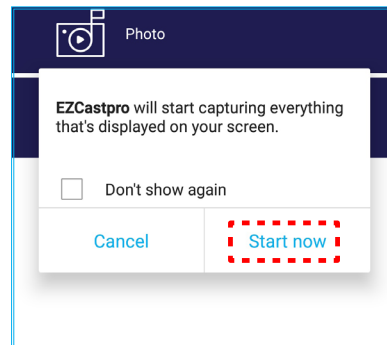 Photo
EZCastpro will start capturing everything
that's displayed on your screen.
Don't show again
Cancel
Start now